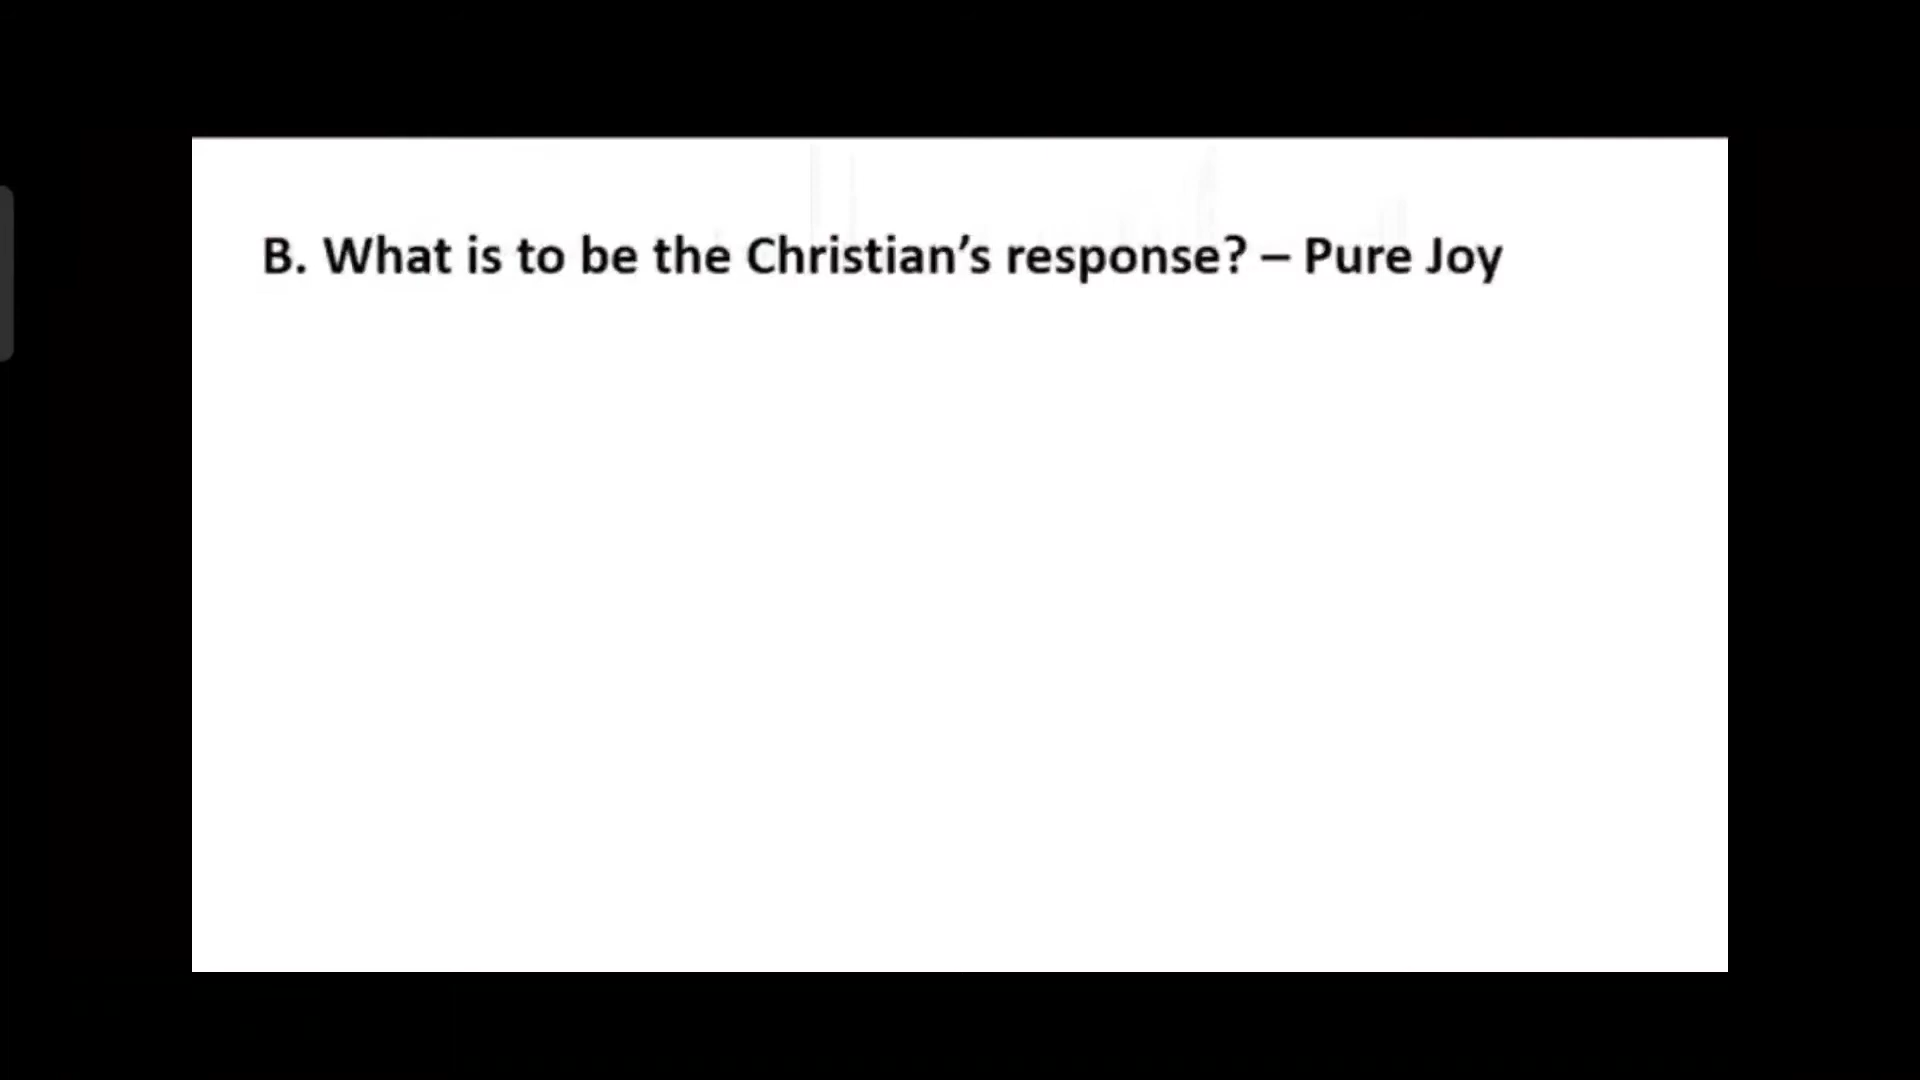 B. What is to be the Christian’s response? – Pure Joy